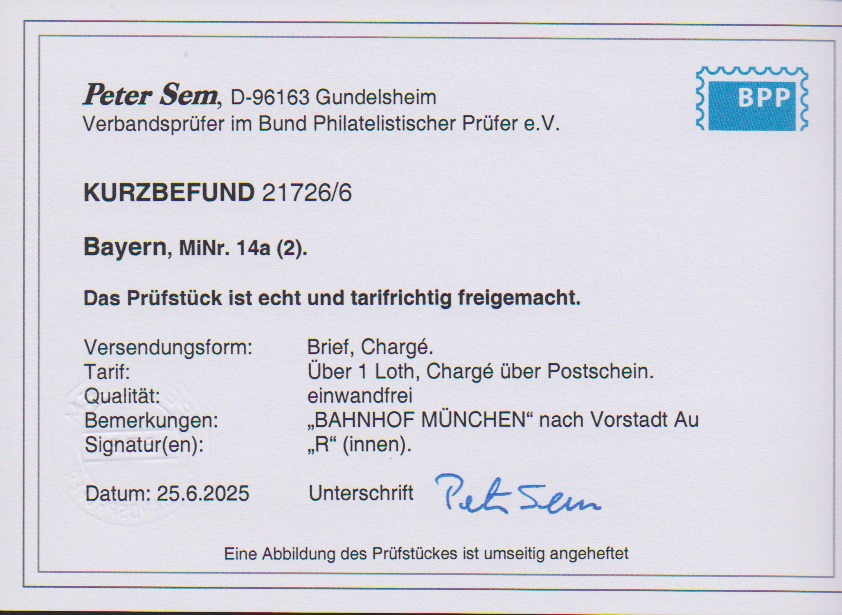 Peter Sem, D-96163 Gundelsheim
BPP
Verbandsprüfer im Bund Philatelistischer Prüfer e.V.
KURZBEFUND 21726/6
Bayern, MiNr. 14a (2).
Das Prüfstück ist echt und tarifrichtig freigemacht.
Versendungsform: Brief, Chargé.
Tarif: Über 1 Loth, Chargé über Postschein.
Qualität: einwandfrei
Bemerkungen: „BAHNHOF MÜNCHEN“ nach Vorstadt Au
Signatur(en): „R“ (innen).
Datum: 25.6.2025 Unterschrift Peter Sem
Eine Abbildung des Prüfstückes ist umseitig angeheftet